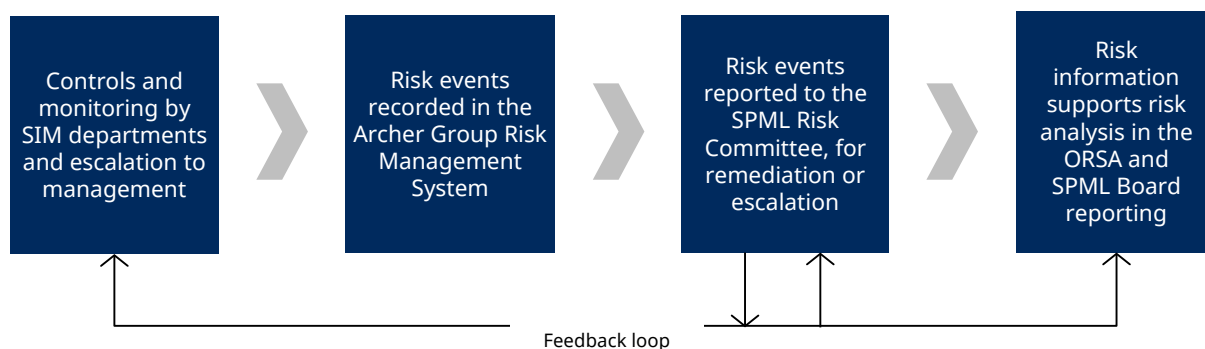 Controls and
monitoring by
SIM departments
and escalation to
management
Risk events
recorded in the
Archer Group Risk
Management
System
Risk events
reported to the
SPML Risk
Committee, for
remediation or
escalation
Risk
information
supports risk
analysis in the
ORSA and
SPML Board
reporting
Feedback loop